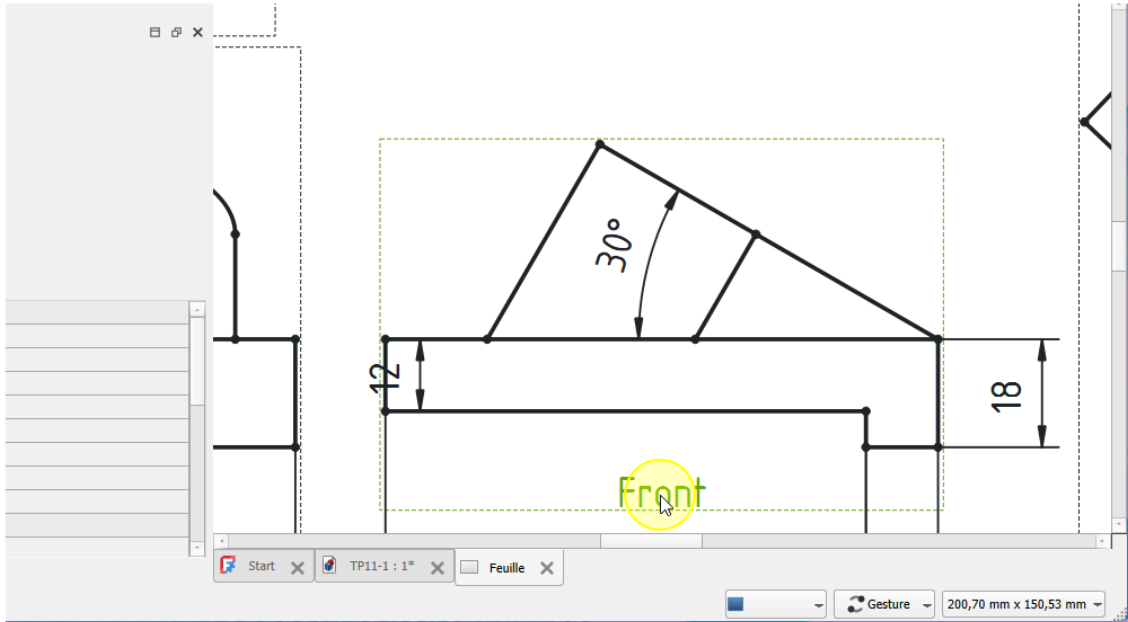 30°
12
18
Front
Start TP11-1 : 1* Feuille
Gesture 200,70 mm x 150,53 mm